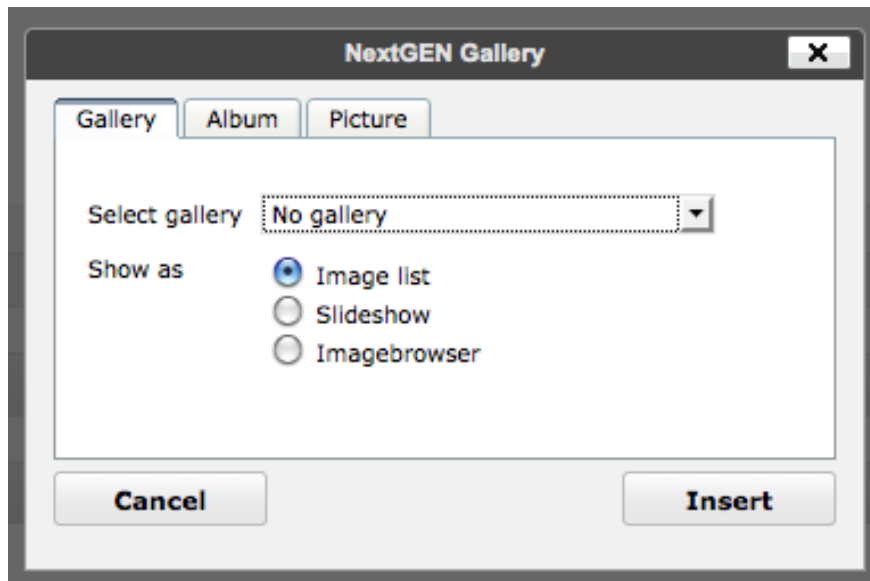 NextGEN Gallery
Gallery Album Picture
Select gallery No gallery
Show as Image list
Slideshow
Imagebrowser
Cancel Insert